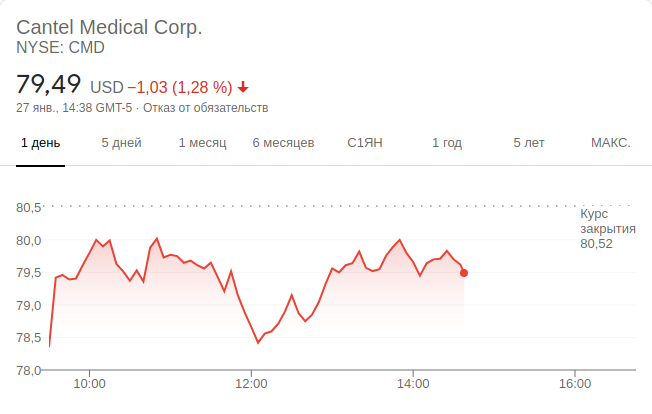 Cantel Medical Corp.
NYSE: CMD
79,49 USD −1,03 (1,28 %)
27 янв., 14:38 GMT-5 · Отказ от обязательств
1 день 5 дней 1 месяц 6 месяцев С1ЯН 1 год 5 лет МАКС.
80,5
Курс
закрытия
80,52
80,0
79,5
79,0
78,5
78,0
10:00 12:00 14:00 16:00